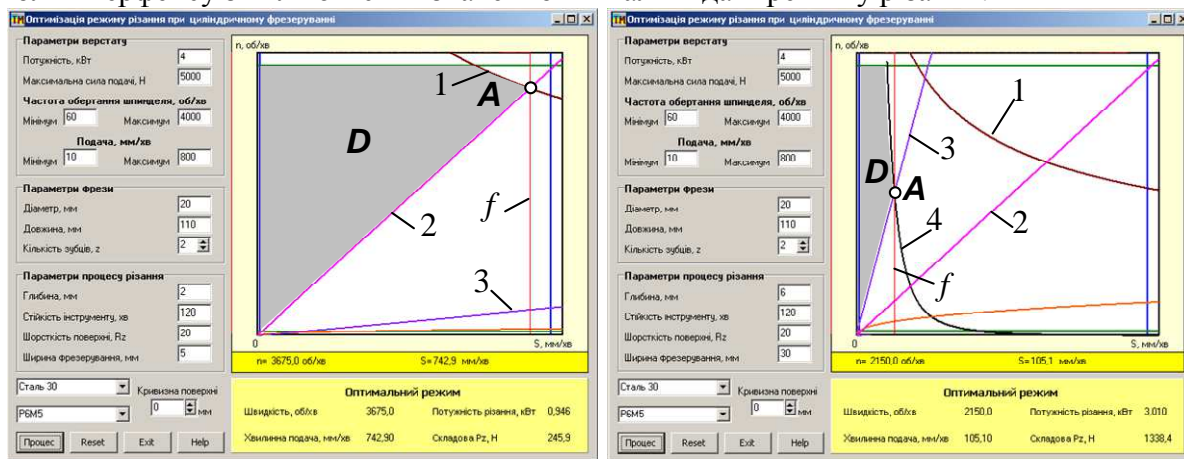 Оптимізація режиму різання при циліндричному фрезеруванні
Параметри верстату
Потужність, кВт 4
Максимальна сила подачі, Н 5000
Частота обертання шпинделя, об/хв
Мінімум 60 Максимум 4000
Подача, мм/хв
Мінімум 10 Максимум 800
Параметри фрези
Діаметр, мм 20
Довжина, мм 110
Кількість зубців, z 2
Параметри процесу різання
Глибина, мм 2
Стійкість інструменту, хв 120
Шорсткість поверхні, Rz 20
Ширина фрезерування, мм 5
Сталь 30
Кривизна поверхні
Р6М5
0 мм
Процес Reset Exit Help
n, об/хв
1
A
D
f
2
3
0
S, мм/хв
n= 3675,0 об/хв S= 742,9 мм/хв
Оптимальний режим
Швидкість, об/хв 3675,0 Потужність різання, кВт 0,946
Хвилинна подача, мм/хв 742,90 Складова Pz, Н 245,9
Оптимізація режиму різання при циліндричному фрезеруванні
Параметри верстату
Потужність, кВт 4
Максимальна сила подачі, Н 5000
Частота обертання шпинделя, об/хв
Мінімум 60 Максимум 4000
Подача, мм/хв
Мінімум 10 Максимум 800
Параметри фрези
Діаметр, мм 20
Довжина, мм 110
Кількість зубців, z 2
Параметри процесу різання
Глибина, мм 6
Стійкість інструменту, хв 120
Шорсткість поверхні, Rz 20
Ширина фрезерування, мм 30
Сталь 30
Кривизна поверхні
Р6М5
0 мм
Процес Reset Exit Help
n, об/хв
1
3
D
A
4
2
f
0
S, мм/хв
n= 2150,0 об/хв S= 105,1 мм/хв
Оптимальний режим
Швидкість, об/хв 2150,0 Потужність різання, кВт 3,010
Хвилинна подача, мм/хв 105,10 Складова Pz, Н 1338,4